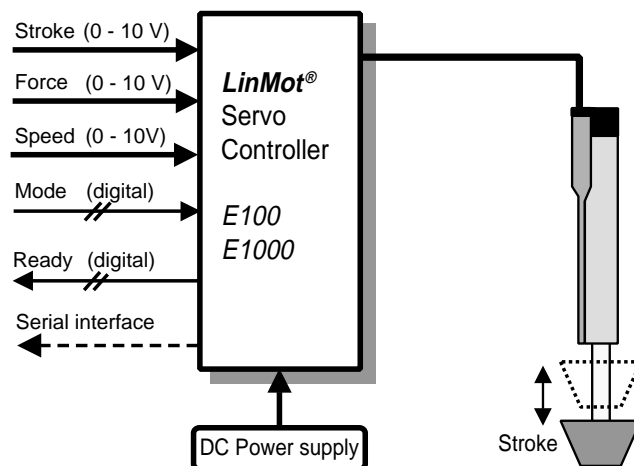 Stroke (0 - 10 V)
Force (0 - 10 V)
Speed (0 - 10V)
Mode (digital)
Ready (digital)
Serial interface
LinMot®
Servo
Controller
E100
E1000
DC Power supply
Stroke